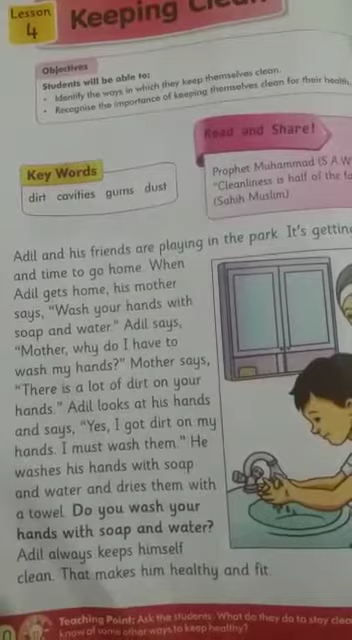 Lesson
4
Keeping
Objectives
Students will be able to:
• Identify the ways in which they keep themselves clean.
• Recognise the importance of keeping themselves clean for their health.
Read and Share!
Prophet Muhammad (S.A.W
"Cleanliness is half of the
(Sahih Muslim)
Key Words
dirt cavities gums dust
Adil and his friends are playing in the park. It's
and time to go home. When
Adil gets home, his mother
says, "Wash your hands with
soap and water." Adil says,
"Mother, why do I have to
wash my hands?" Mother says,
"There is a lot of dirt on your
hands." Adil looks at his hands
and says, "Yes, I got dirt on my
hands. I must wash them." He
washes his hands with soap
and water and dries them with
a towel. Do you wash your
hands with soap and water?
Adil always keeps himself
clean. That makes him healthy and fit.
Teaching Point: Ask the students: What do they do to stay
know of some other ways to keep healthy?